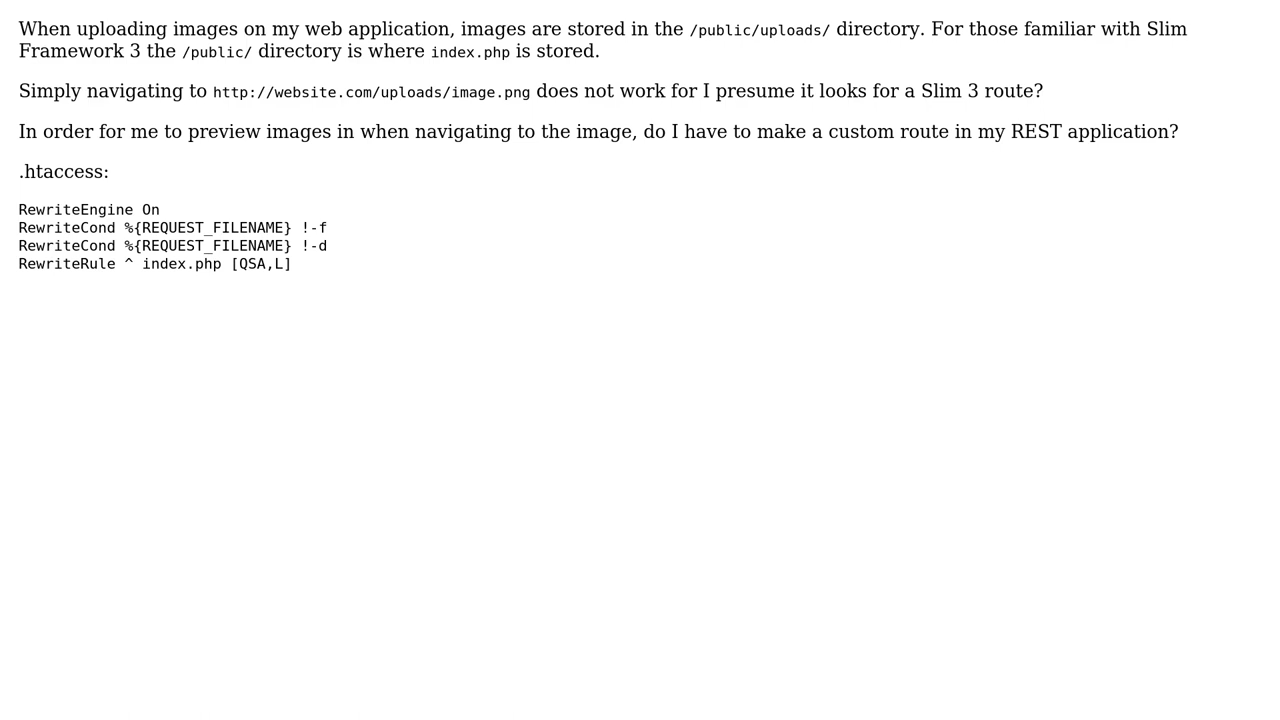 When uploading images on my web application, images are stored in the /public/uploads/ directory. For those familiar with Slim
Framework 3 the /public/ directory is where index.php is stored.
Simply navigating to http://website.com/uploads/image.png does not work for I presume it looks for a Slim 3 route?
In order for me to preview images in when navigating to the image, do I have to make a custom route in my REST application?
.htaccess:
RewriteEngine On
RewriteCond %{REQUEST_FILENAME} !-f
RewriteCond %{REQUEST_FILENAME} !-d
RewriteRule ^ index.php [QSA,L]